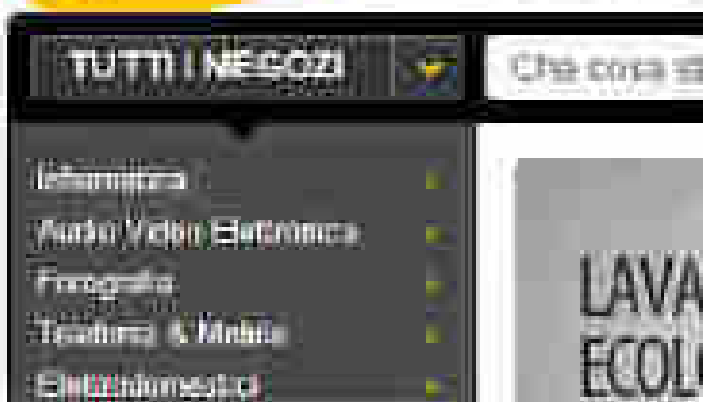 TUTTI I NEGOZI
Che cosa
Informatica
Audio Video Elettronica
Fotografia
Telefonia & Mobile
Elettrodomestici
LAVA
ECOL